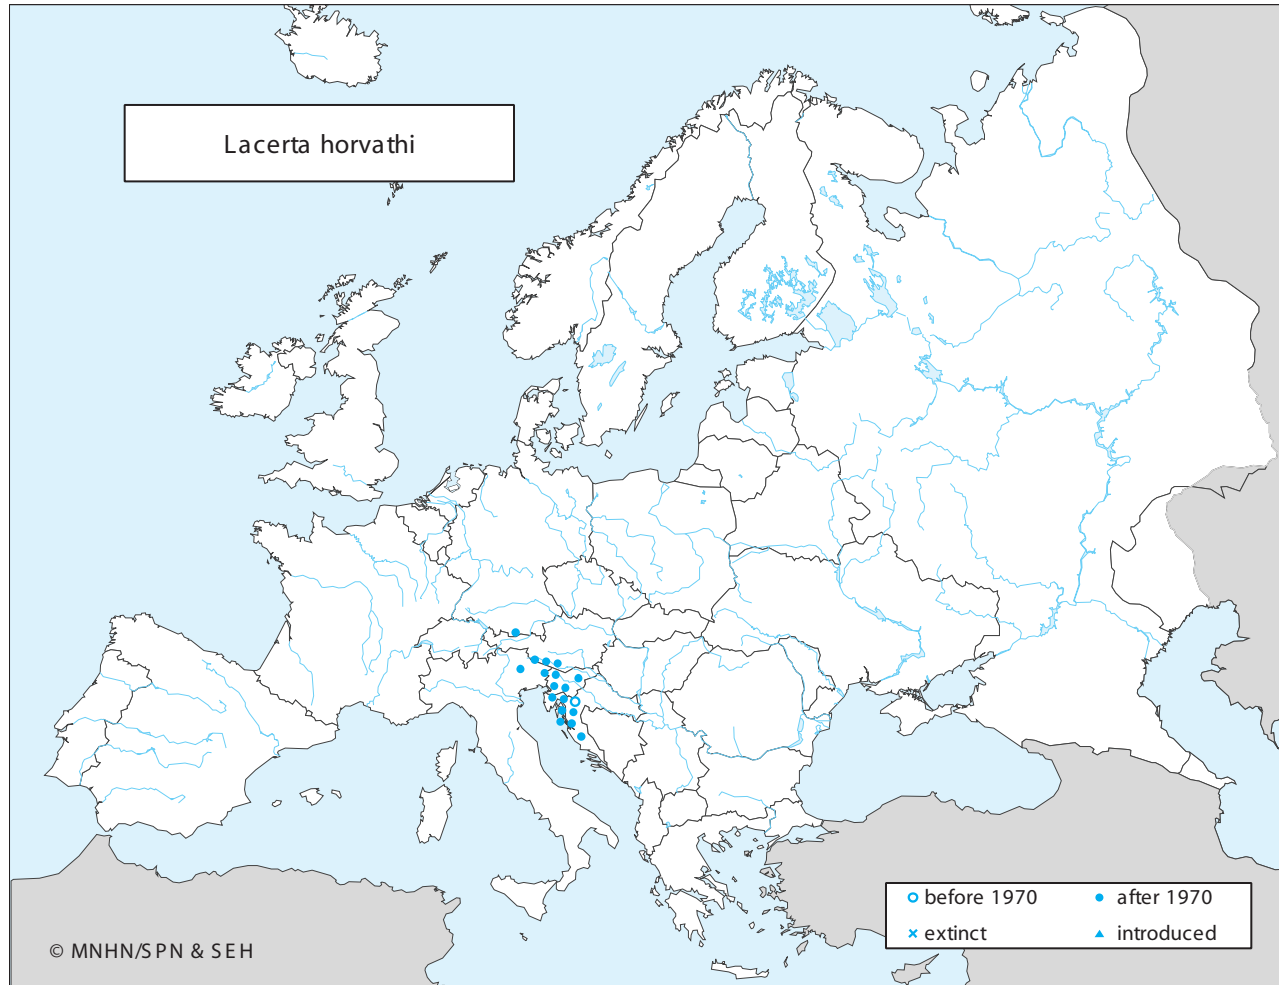 Lacerta horvathi
before 1970
after 1970
extinct
introduced
© MNHN/SPN & SEH